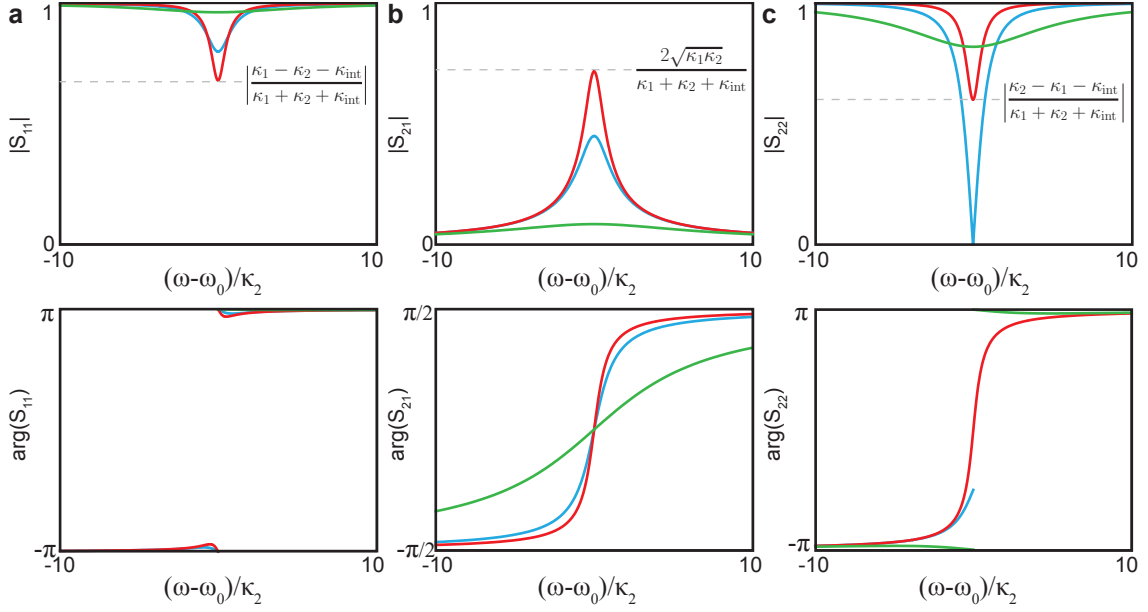 a
1
|S11|
0
|κ1 − κ2 − κint / κ1 + κ2 + κint|
-10
10
(ω-ω0)/κ2
b
1
|S21|
0
2√κ1κ2 / κ1 + κ2 + κint
-10
10
(ω-ω0)/κ2
c
1
|S22|
0
|κ2 − κ1 − κint / κ1 + κ2 + κint|
-10
10
(ω-ω0)/κ2
π
arg(S11)
-π
-10
10
(ω-ω0)/κ2
π/2
arg(S21)
-π/2
-10
10
(ω-ω0)/κ2
π
arg(S22)
-π
-10
10
(ω-ω0)/κ2